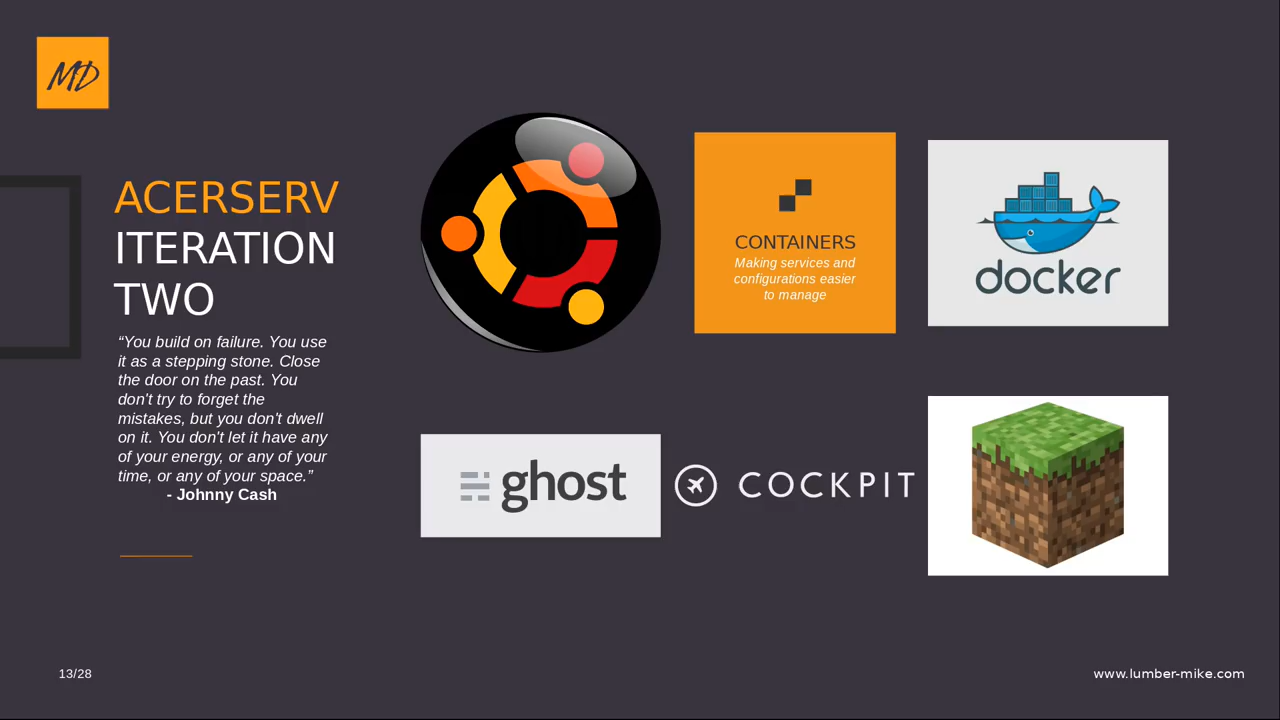 MD
ACERSERV
ITERATION
TWO
“You build on failure. You use
it as a stepping stone. Close
the door on the past. You
don't try to forget the
mistakes, but you don't dwell
on it. You don't let it have any
of your energy, or any of your
time, or any of your space.”
- Johnny Cash
CONTAINERS
Making services and
configurations easier
to manage
docker
ghost
COCKPIT
13/28
www.lumber-mike.com